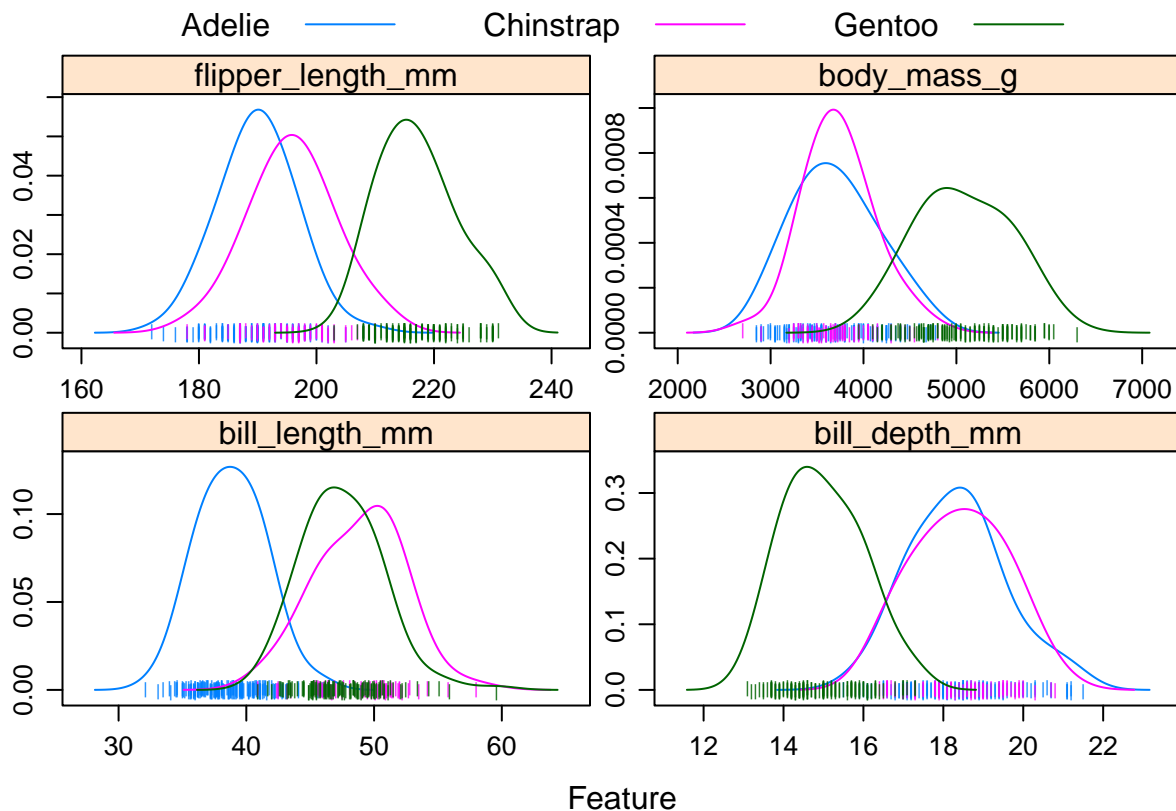 Adelie Chinstrap Gentoo
flipper_length_mm
0.00
0.02
0.04
160 180 200 220 240
body_mass_g
0.0000
0.0004
0.0008
2000 3000 4000 5000 6000 7000
bill_length_mm
0.00
0.05
0.10
30 40 50 60
bill_depth_mm
0.0
0.1
0.2
0.3
12 14 16 18 20 22
Feature